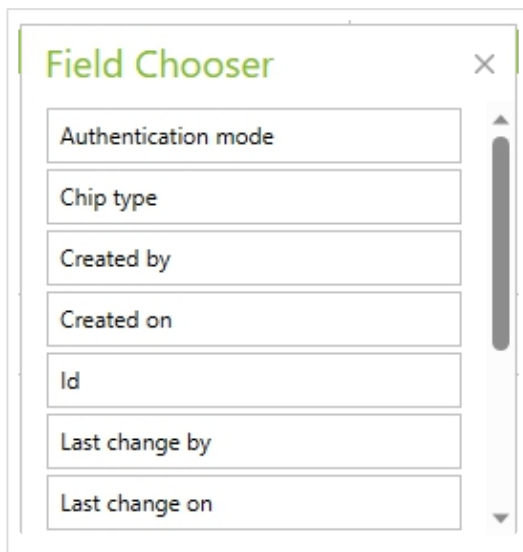 Field Chooser
Authentication mode
Chip type
Created by
Created on
Id
Last change by
Last change on